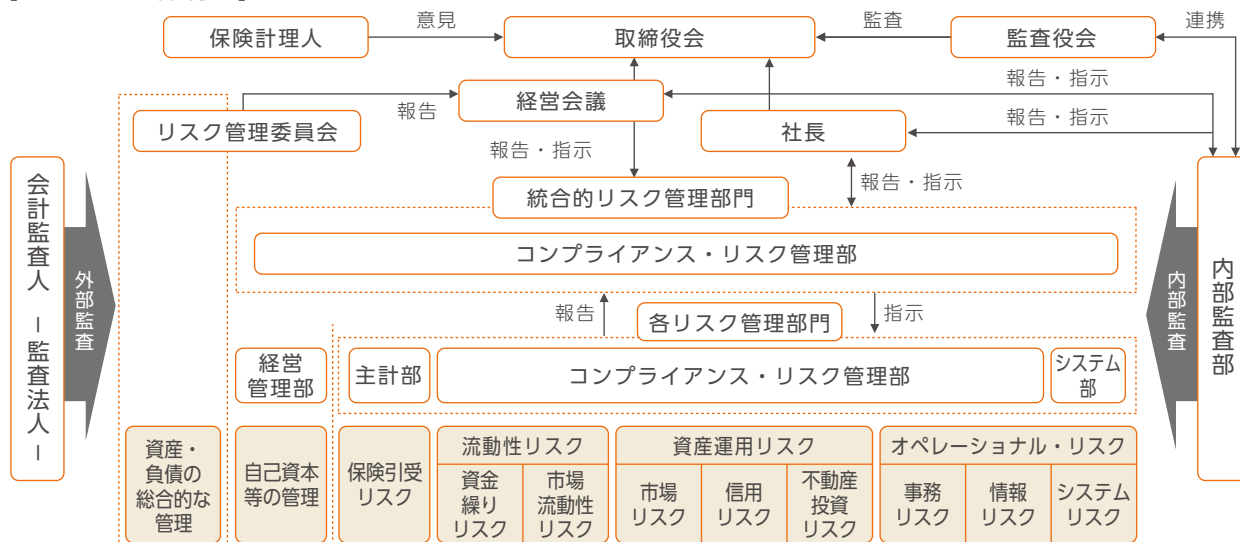 意見
監査
連携
保険計理人
取締役会
監査役会
報告・指示
報告
経営会議
リスク管理委員会
社長
報告・指示
報告・指示
報告・指示
統合的リスク管理部門
コンプライアンス・リスク管理部
会計監査人 ー監査法人ー
外部監査
内部監査
内部監査部
報告
各リスク管理部門
指示
経営
管理部
主計部
コンプライアンス・リスク管理部
システム
部
資産・
負債の
総合的な
管理
自己資本
等の管理
保険引受
リスク
流動性リスク
資金
繰り
リスク
市場
流動性
リスク
資産運用リスク
市場
リスク
信用
リスク
不動産
投資
リスク
オペレーショナル・リスク
事務
リスク
情報
リスク
システム
リスク